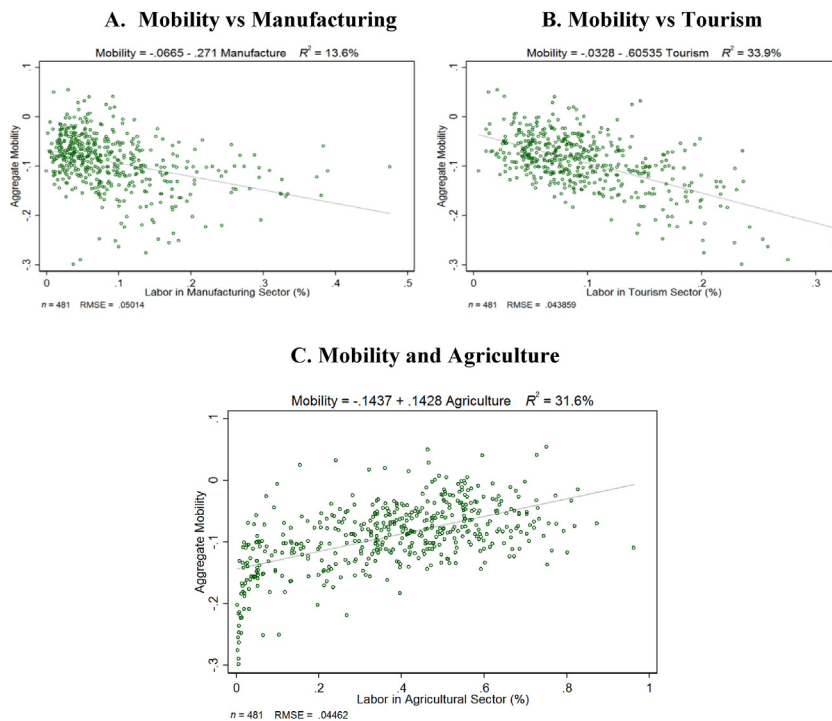 A. Mobility vs Manufacturing
Mobility = -.0665 - .271 Manufacture R² = 13.6%
.1
0
-.1
-.2
-.3
Aggregate Mobility
0 .1 .2 .3 .4 .5
Labor in Manufacturing Sector (%)
n = 481 RMSE = .05014
B. Mobility vs Tourism
Mobility = -.0328 - .60535 Tourism R² = 33.9%
.1
0
-.1
-.2
-.3
Aggregate Mobility
0 .1 .2 .3
Labor in Tourism Sector (%)
n = 481 RMSE = .043859
C. Mobility and Agriculture
Mobility = -.1437 + .1428 Agriculture R² = 31.6%
.1
0
-.1
-.2
-.3
Aggregate Mobility
0 .2 .4 .6 .8 1
Labor in Agricultural Sector (%)
n = 481 RMSE = .04462